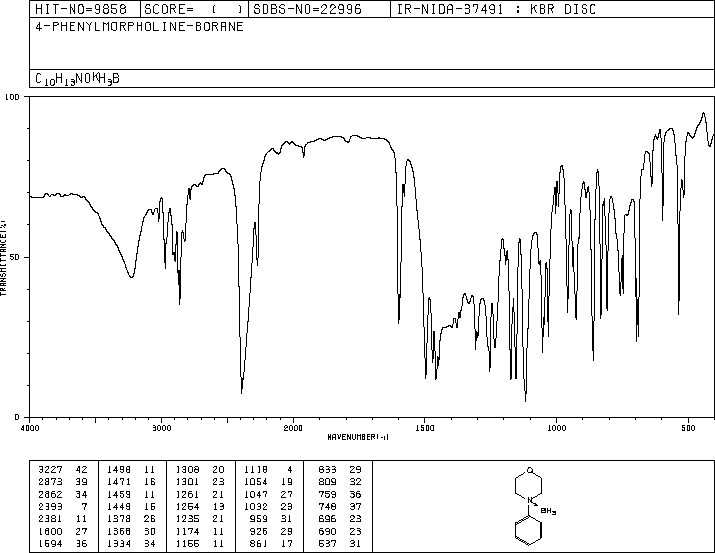 HIT-NO=9858 SCORE= ( ) SDBS-NO=22996 IR-NIDA-37491 : KBR DISC
4-PHENYLMORPHOLINE-BORANE
C10H13NOKH3B
100
50
0
TRANSMITTANCE(%)
4000 3000 2000 1500 1000 500
WAVENUMBER(-1)
3227 42 1498 11 1308 20 1118 4 833 29
2873 39 1471 16 1301 23 1054 19 809 32
2862 34 1459 11 1261 21 1047 27 759 36
2393 7 1449 16 1254 13 1032 23 748 37
2381 11 1378 26 1235 21 959 31 696 23
1600 27 1368 30 1174 11 926 29 690 23
1594 36 1334 34 1155 11 861 17 537 31
O
N
BH3